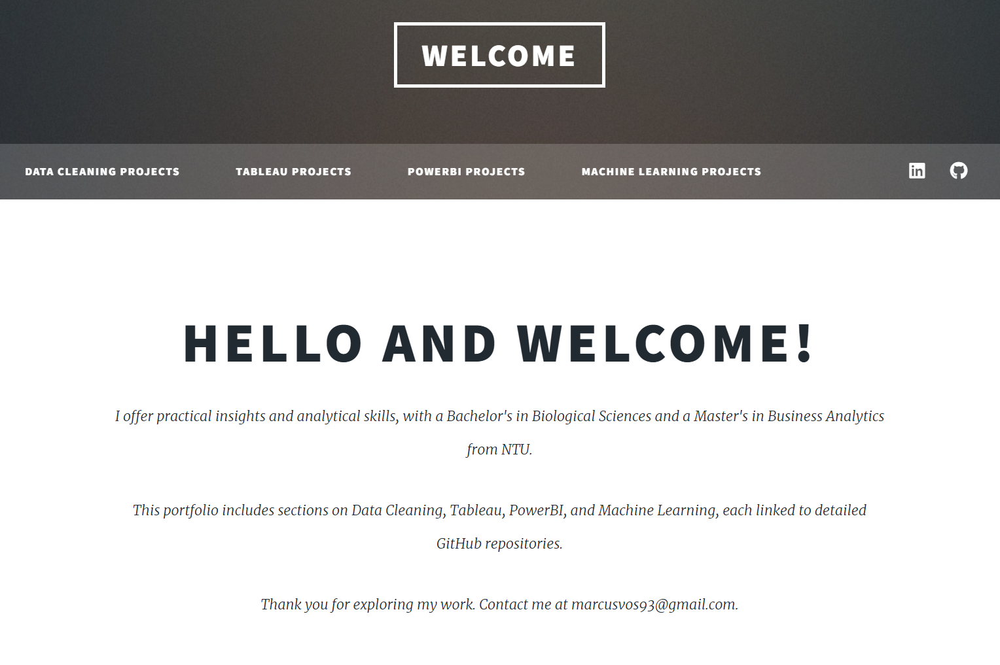 WELCOME
DATA CLEANING PROJECTS
TABLEAU PROJECTS
POWERBI PROJECTS
MACHINE LEARNING PROJECTS
in
HELLO AND WELCOME!
I offer practical insights and analytical skills, with a Bachelor's in Biological Sciences and a Master's in Business Analytics
from NTU.
This portfolio includes sections on Data Cleaning, Tableau, PowerBI, and Machine Learning, each linked to detailed
GitHub repositories.
Thank you for exploring my work. Contact me at marcusvos93@gmail.com.